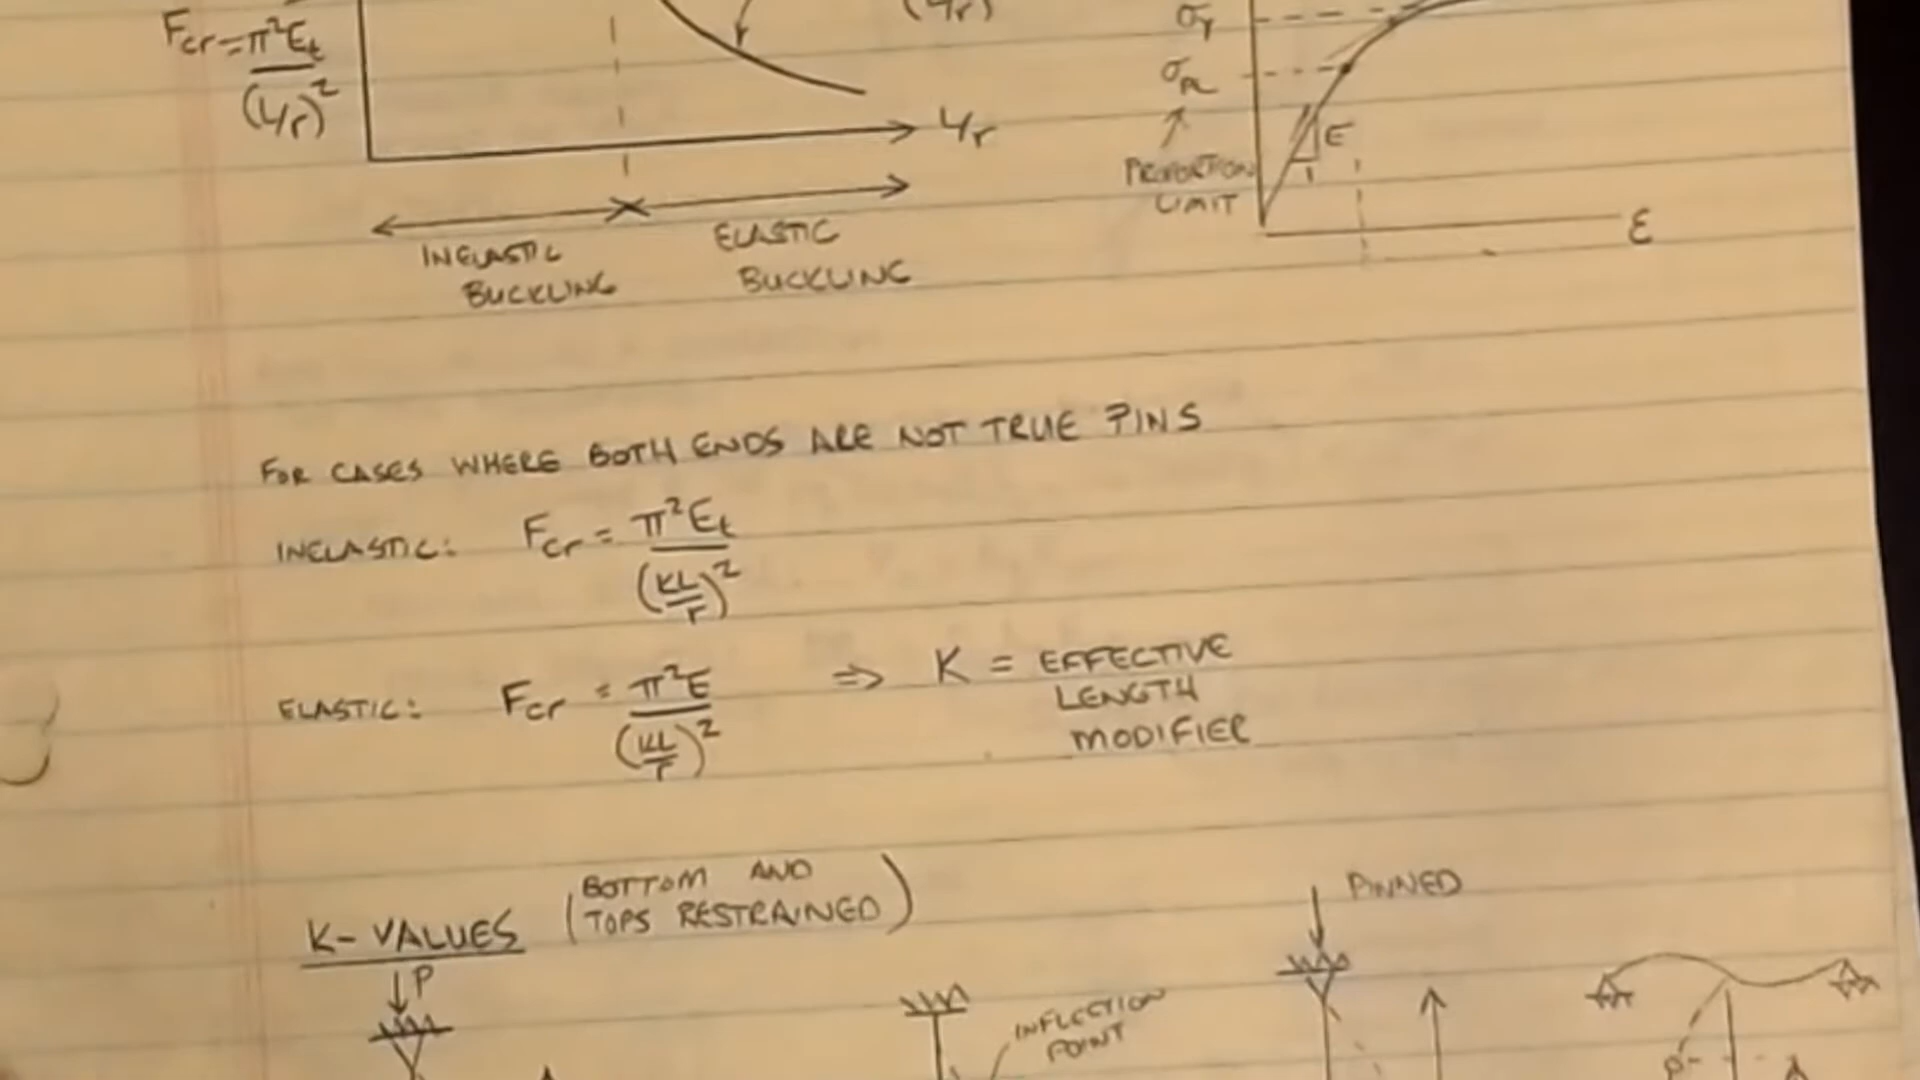 Fcr = π²Et
(L/r)²
(L/r)
L/r
INELASTIC
BUCKLING
ELASTIC
BUCKLING
σy
σPL
E
1
PROPORTION
LIMIT
ε
FOR CASES WHERE BOTH ENDS ARE NOT TRUE PINS
INELASTIC: Fcr = π²Et
(KL/r)²
ELASTIC: Fcr = π²E ⇒ K = EFFECTIVE
(KL/r)² LENGTH
MODIFIER
K-VALUES (BOTTOM AND
TOPS RESTRAINED)
P
INFLECTION
POINT
PINNED